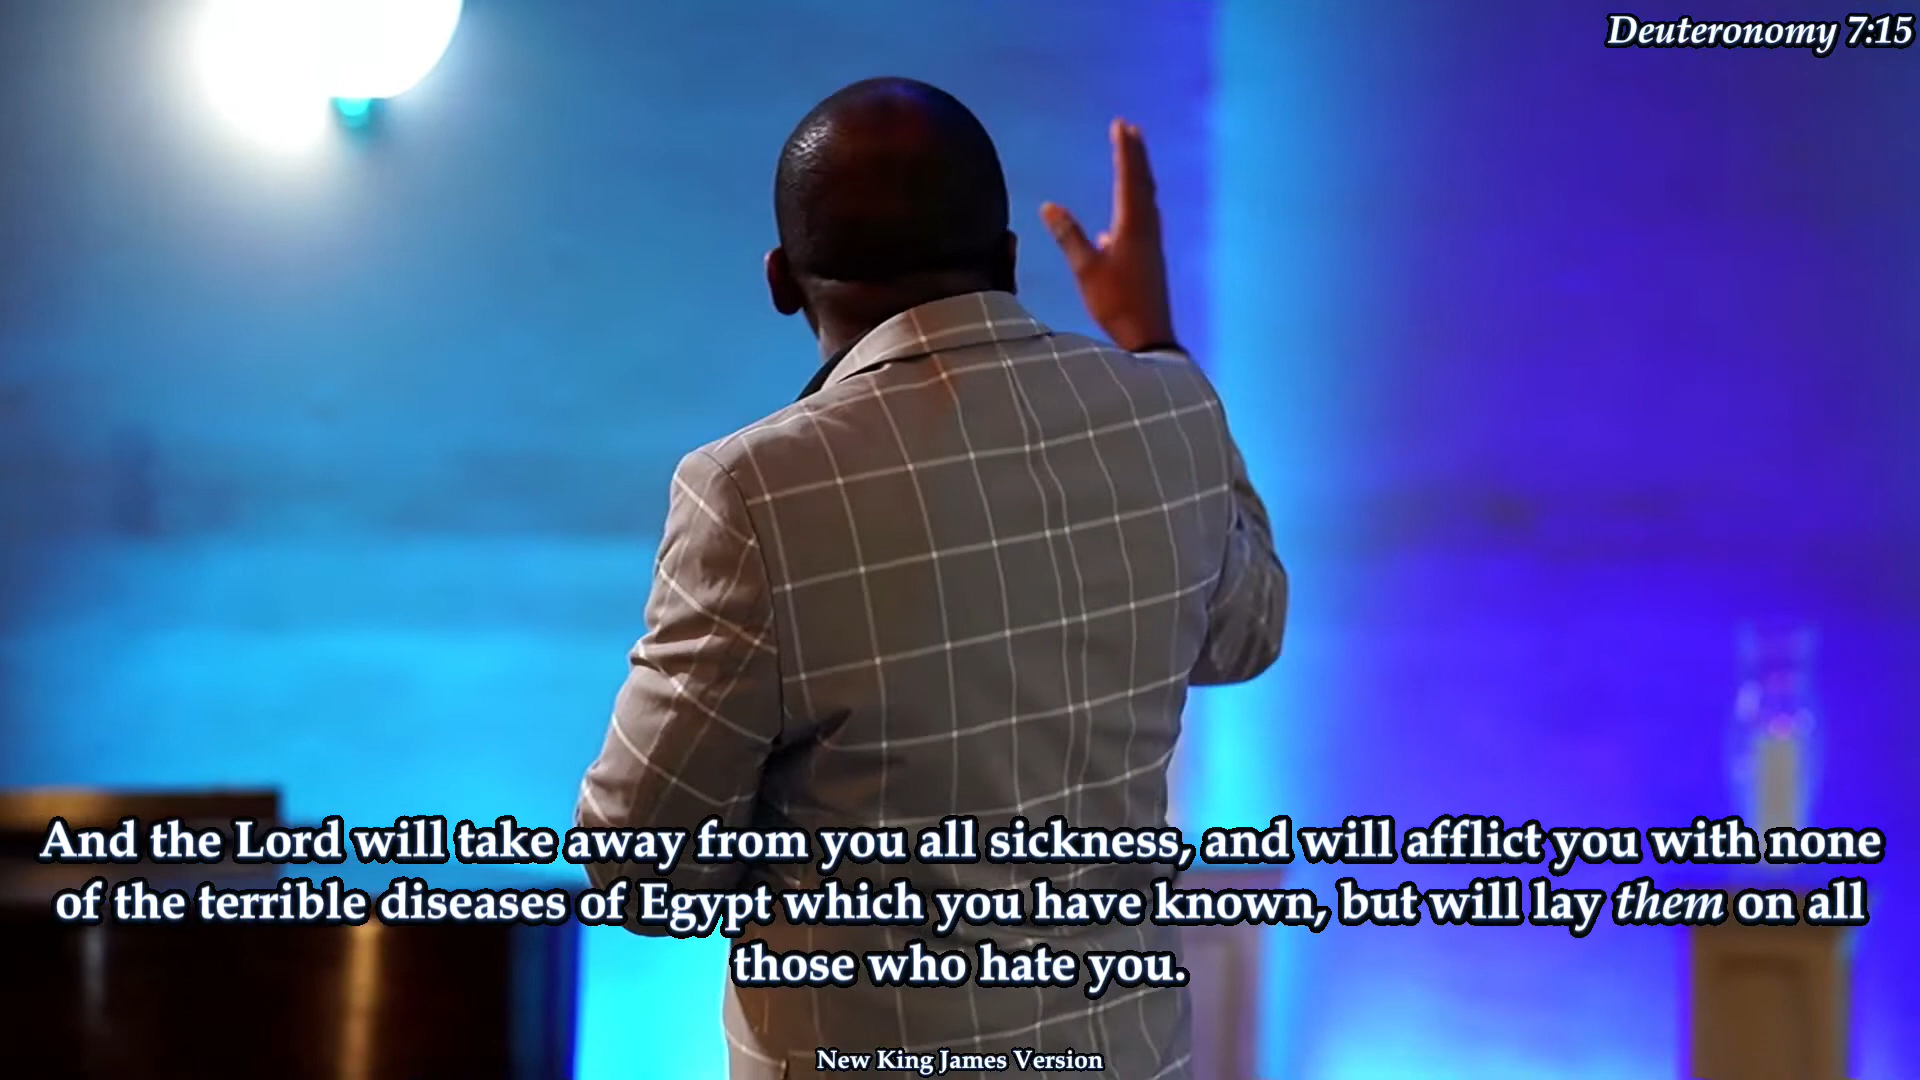 Deuteronomy 7:15
And the Lord will take away from you all sickness, and will afflict you with none
of the terrible diseases of Egypt which you have known, but will lay them on all
those who hate you.
New King James Version